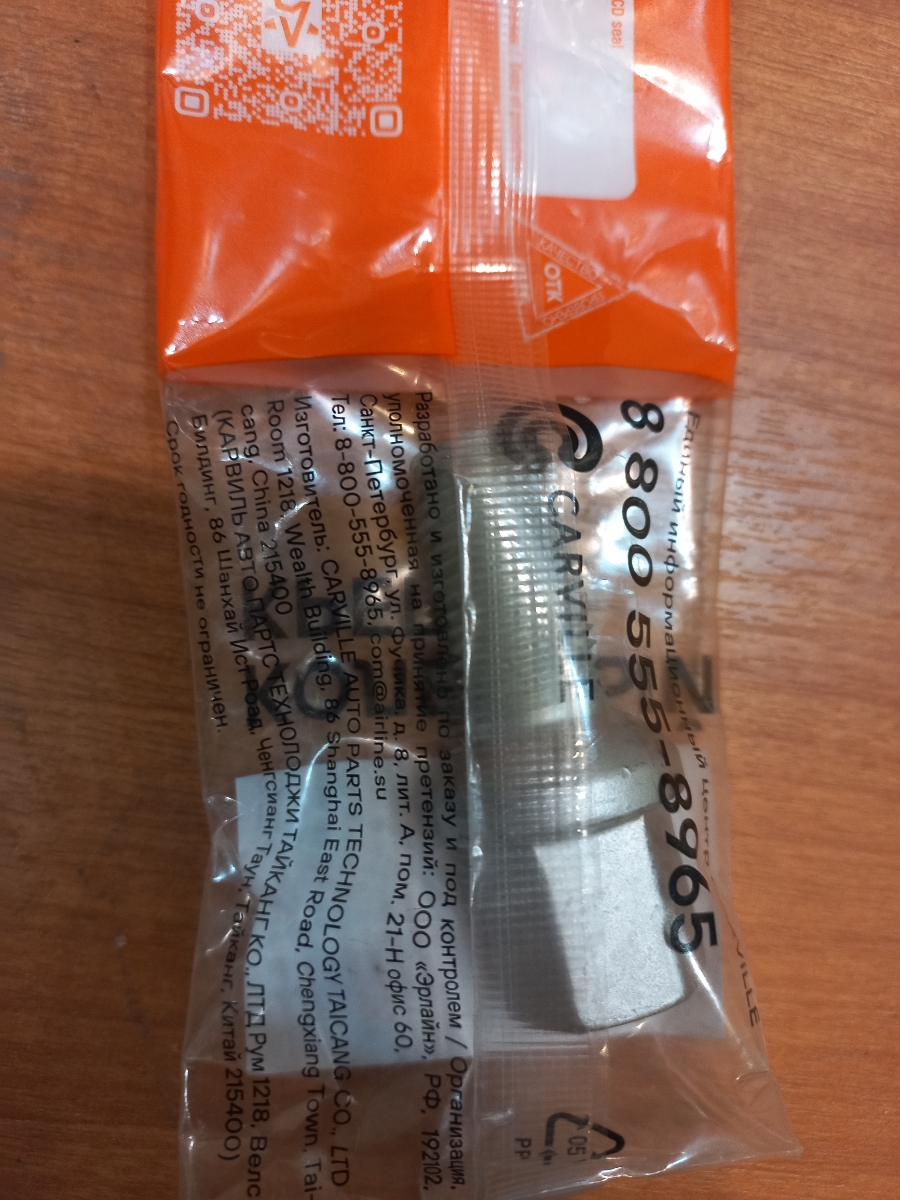 CD seal
КАЧЕСТВО
ОТК
Единый информационный центр
8 800 555-8965
CARVILLE
Разработано и изготовлено по заказу и под контролем / Организация,
уполномоченная на принятие претензий: ООО «Эрлайн», РФ, 192102,
Санкт-Петербург, ул. Фучика, д. 8, лит. А, пом. 21-Н офис 60,
Тел: 8-800-555-8965, com@airline.su
Изготовитель: CARVILLE AUTO PARTS TECHNOLOGY TAICANG CO., LTD
Room 1218, Wealth Building, 86 Shanghai East Road, Chengxiang Town, Tai-
cang, China 215400
(КАРВИЛЬ АВТО ПАРТС ТЕХНОЛОДЖИ ТАЙКАНГ КО., ЛТД Рум 1218, Велс
Билдинг, 86 Шанхай Ист Роад, Ченгсианг Таун, Тайканг, Китай 215400)
Срок годности не ограничен.
05
PP